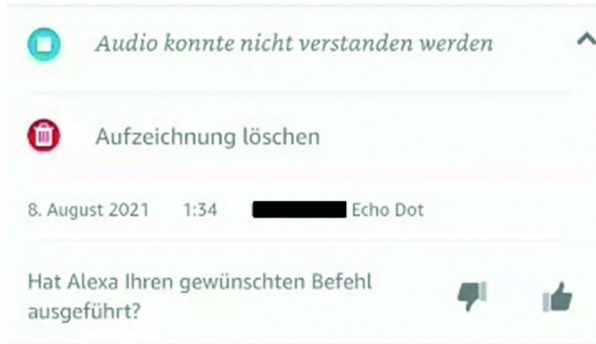 Audio konnte nicht verstanden werden
Aufzeichnung löschen
8. August 2021 1:34 Echo Dot
Hat Alexa Ihren gewünschten Befehl
ausgeführt?